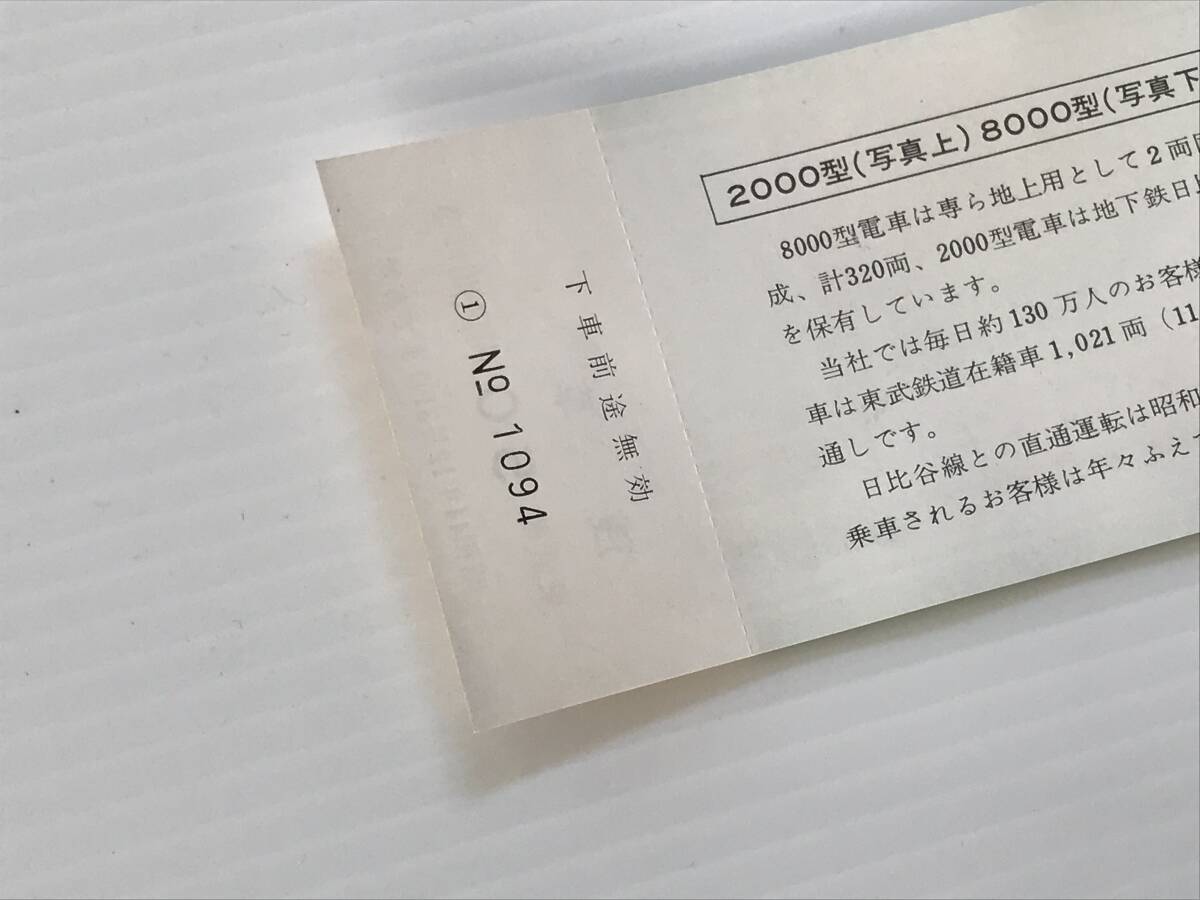 下車前途無効
① № 1094
2000型(写真上) 8000型(写真下
8000型電車は専ら地上用として2両
成、計320両、2000型電車は地下鉄日
を保有しています。
当社では毎日約130万人のお客様
車は東武鉄道在籍車1,021両(11
通しです。
日比谷線との直通運転は昭和
乗車されるお客様は年々ふえ